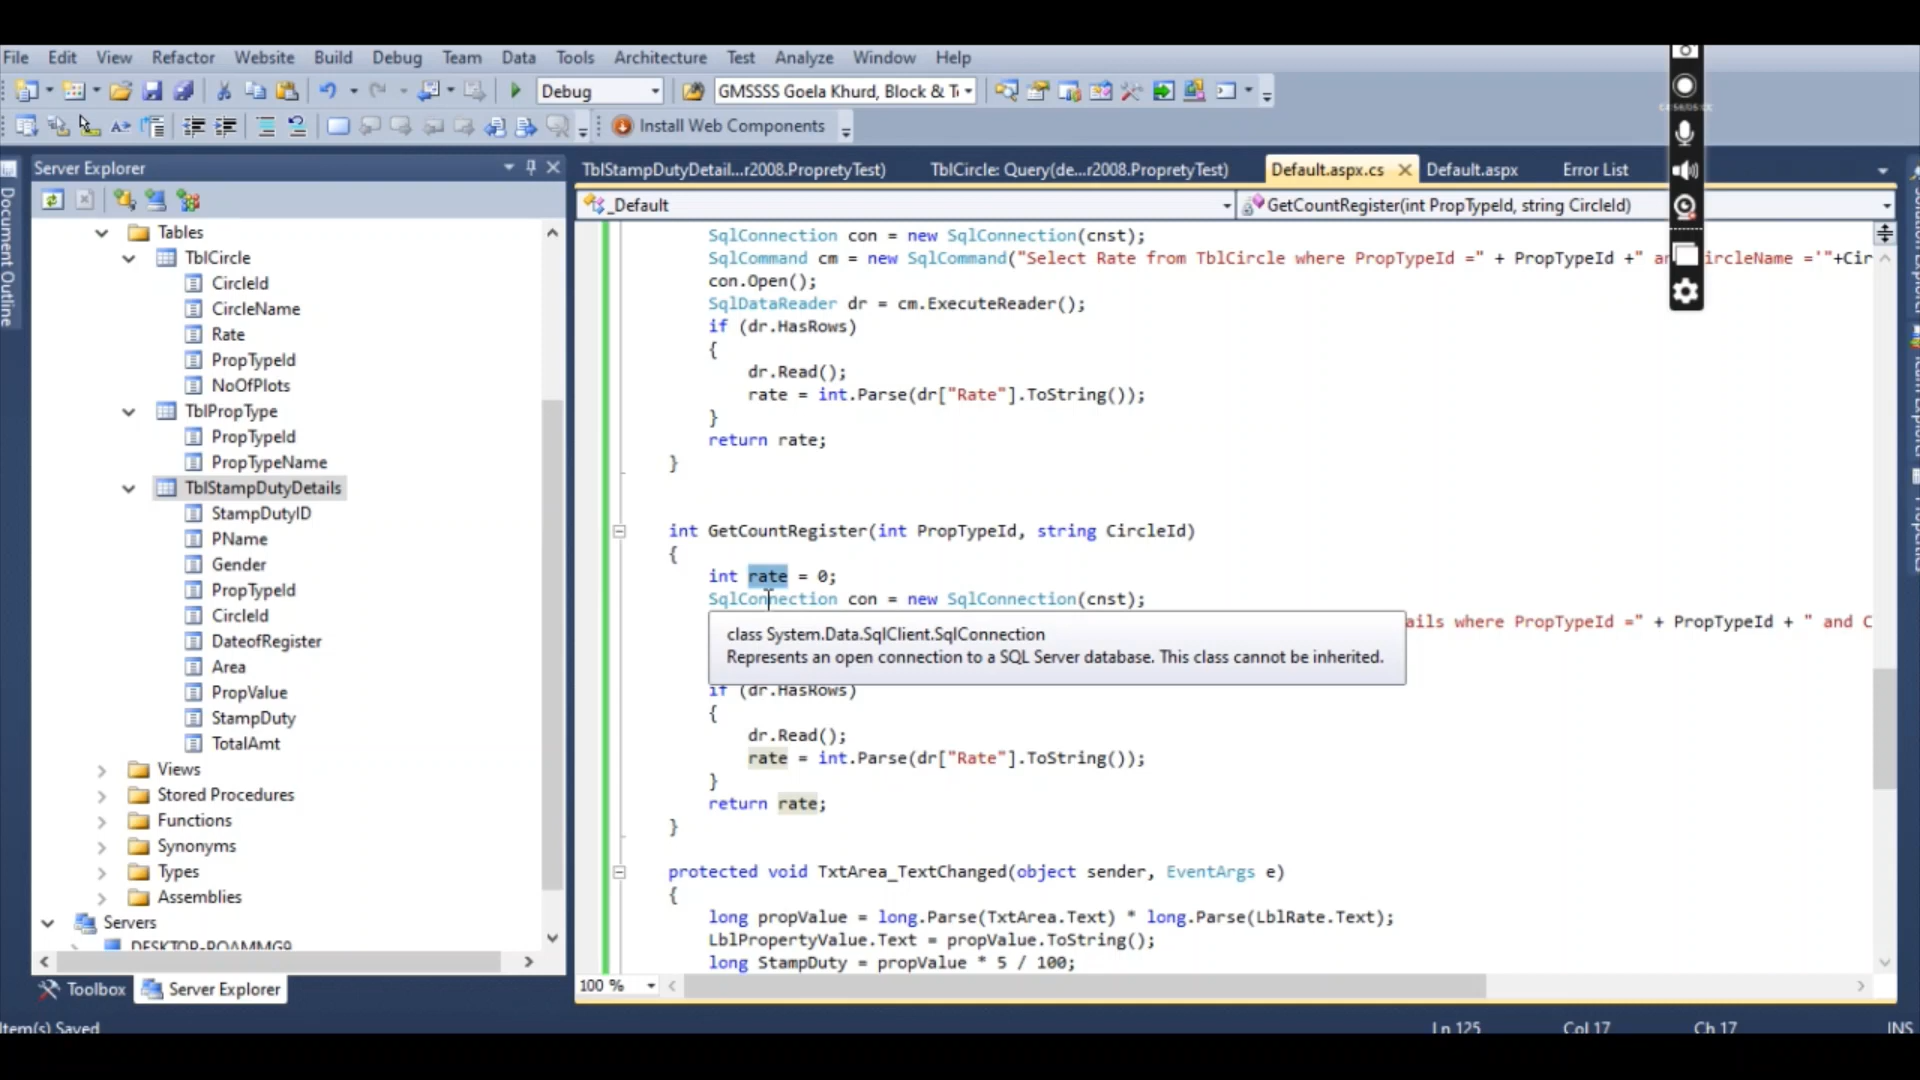 File Edit View Refactor Website Build Debug Team Data Tools Architecture Test Analyze Window Help
Debug
GMSSSS Goela Khurd, Block & T
Install Web Components
Document Outline
Server Explorer
Tables
TblCircle
CircleId
CircleName
Rate
PropTypeId
NoOfPlots
TblPropType
PropTypeId
PropTypeName
TblStampDutyDetails
StampDutyID
PName
Gender
PropTypeId
CircleId
DateofRegister
Area
PropValue
StampDuty
TotalAmt
Views
Stored Procedures
Functions
Synonyms
Types
Assemblies
Servers
DESKTOP-ROAMMG9
Toolbox Server Explorer
TblStampDutyDetail...r2008.PropretyTest) TblCircle: Query(de...r2008.PropretyTest) Default.aspx.cs Default.aspx Error List
_Default GetCountRegister(int PropTypeId, string CircleId)
SqlConnection con = new SqlConnection(cnst);
SqlCommand cm = new SqlCommand("Select Rate from TblCircle where PropTypeId =" + PropTypeId +" an ircleName ='"+Cir
con.Open();
SqlDataReader dr = cm.ExecuteReader();
if (dr.HasRows)
{
dr.Read();
rate = int.Parse(dr["Rate"].ToString());
}
return rate;
}
int GetCountRegister(int PropTypeId, string CircleId)
{
int rate = 0;
SqlConnection con = new SqlConnection(cnst);
ails where PropTypeId =" + PropTypeId + " and C
class System.Data.SqlClient.SqlConnection
Represents an open connection to a SQL Server database. This class cannot be inherited.
if (dr.HasRows)
{
dr.Read();
rate = int.Parse(dr["Rate"].ToString());
}
return rate;
}
protected void TxtArea_TextChanged(object sender, EventArgs e)
{
long propValue = long.Parse(TxtArea.Text) * long.Parse(LblRate.Text);
LblPropertyValue.Text = propValue.ToString();
long StampDuty = propValue * 5 / 100;
100 %
Item(s) Saved Ln 125 Col 17 Ch 17 INS